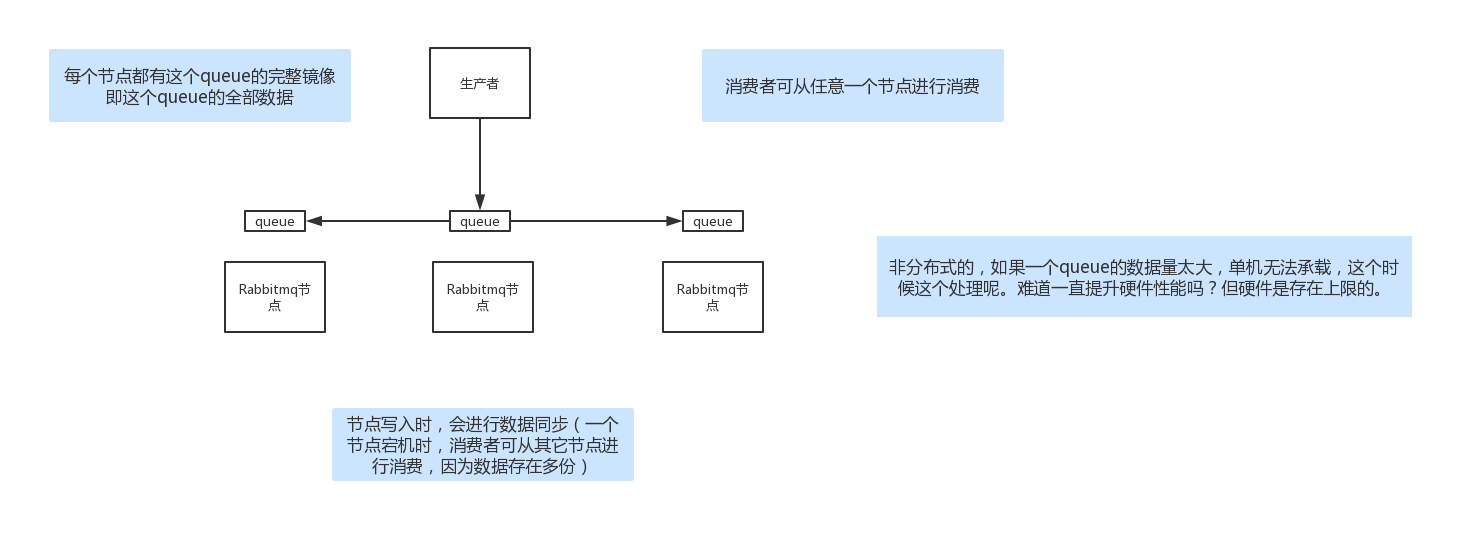 每个节点都有这个queue的完整镜像
即这个queue的全部数据
生产者
消费者可从任意一个节点进行消费
queue
queue
queue
Rabbitmq节
点
Rabbitmq节
点
Rabbitmq节
点
非分布式的，如果一个queue的数据量太大，单机无法承载，这个时
候这个处理呢。难道一直提升硬件性能吗？但硬件是存在上限的。
节点写入时，会进行数据同步（一个
节点宕机时，消费者可从其它节点进
行消费，因为数据存在多份）